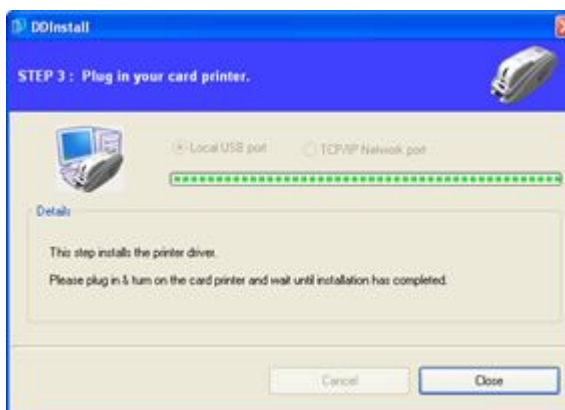 DDInstall
STEP 3 : Plug in your card printer.
Local USB port
TCP/IP Network port
Details
This step installs the printer driver.
Please plug in & turn on the card printer and wait until installation has completed.
Cancel
Close